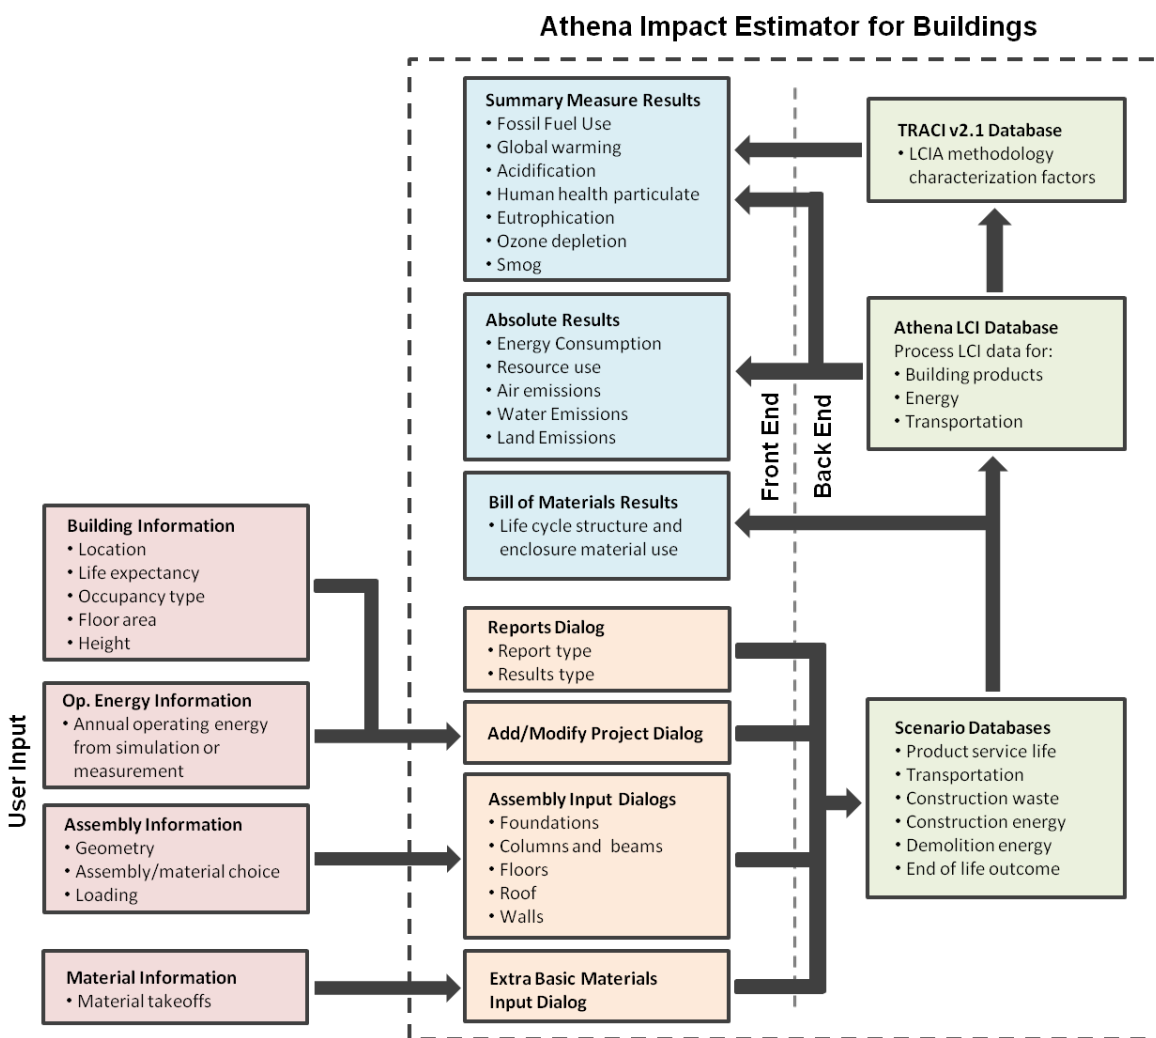 Athena Impact Estimator for Buildings
Summary Measure Results
• Fossil Fuel Use
• Global warming
• Acidification
• Human health particulate
• Eutrophication
• Ozone depletion
• Smog
TRACI v2.1 Database
• LCIA methodology
characterization factors
Absolute Results
• Energy Consumption
• Resource use
• Air emissions
• Water Emissions
• Land Emissions
Athena LCI Database
Process LCI data for:
• Building products
• Energy
• Transportation
Front End
Back End
Bill of Materials Results
• Life cycle structure and
enclosure material use
User Input
Building Information
• Location
• Life expectancy
• Occupancy type
• Floor area
• Height
Op. Energy Information
• Annual operating energy
from simulation or
measurement
Assembly Information
• Geometry
• Assembly/material choice
• Loading
Material Information
• Material takeoffs
Reports Dialog
• Report type
• Results type
Add/Modify Project Dialog
Assembly Input Dialogs
• Foundations
• Columns and beams
• Floors
• Roof
• Walls
Extra Basic Materials
Input Dialog
Scenario Databases
• Product service life
• Transportation
• Construction waste
• Construction energy
• Demolition energy
• End of life outcome